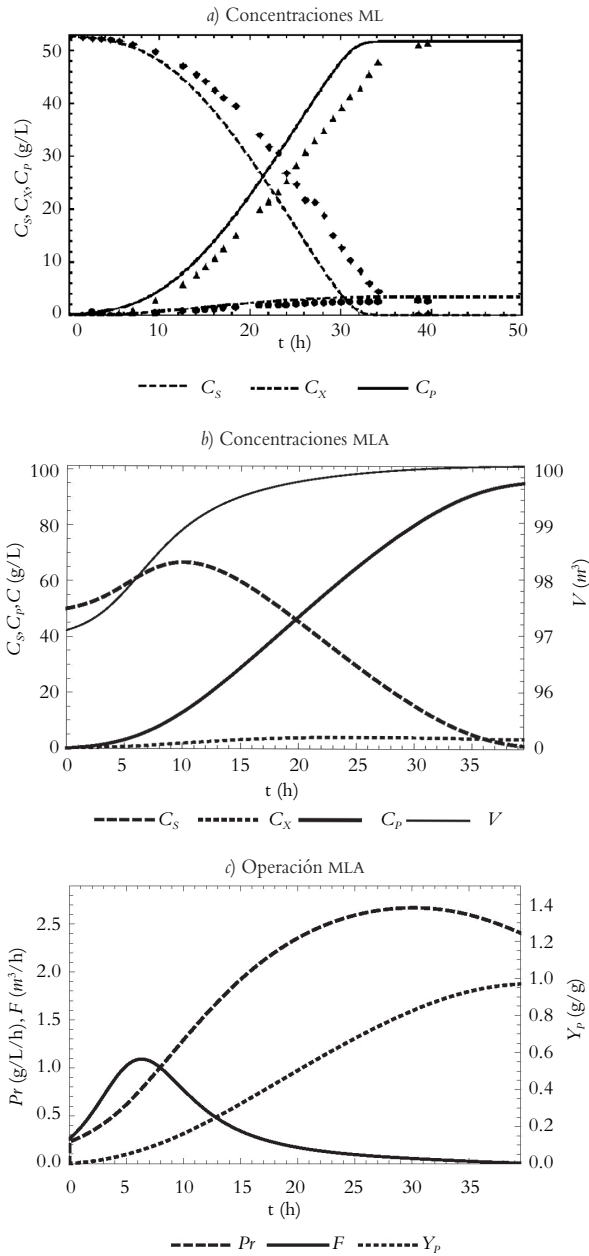 a) Concentraciones ML
50
40
30
20
10
0
C_S, C_X, C_P (g/L)
0 10 20 30 40 50
t (h)
C_S C_X C_P
b) Concentraciones MLA
100
80
60
40
20
0
C_S, C_P, C (g/L)
100
99
98
97
96
0
V (m³)
0 5 10 15 20 25 30 35
t (h)
C_S C_X C_P V
c) Operación MLA
2.5
2.0
1.5
1.0
0.5
0.0
Pr (g/L/h), F (m³/h)
1.4
1.2
1.0
0.8
0.6
0.4
0.2
0.0
Y_P (g/g)
0 5 10 15 20 25 30 35
t (h)
Pr F Y_P